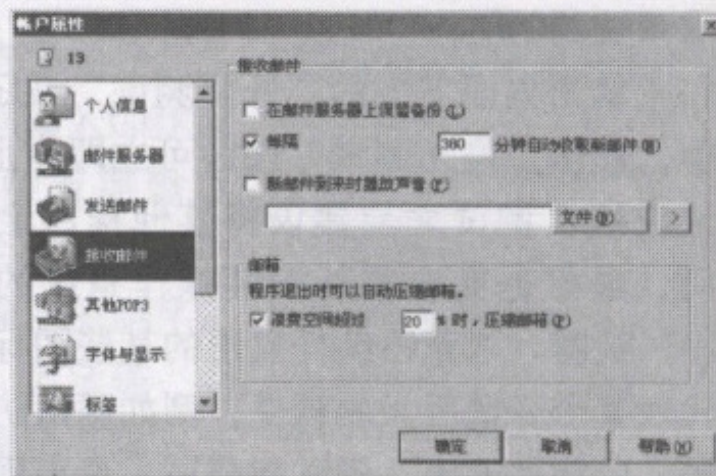 帐户属性
13
个人信息
邮件服务器
发送邮件
接收邮件
其他POP3
字体与显示
标签
接收邮件
在邮件服务器上保留备份(L)
每隔 360 分钟自动收取新邮件(N)
新邮件到来时播放声音(Y)
文件(B)... >
邮箱
程序退出时可以自动压缩邮箱。
浪费空间超过 20 % 时，压缩邮箱(P)
确定 取消 帮助(H)